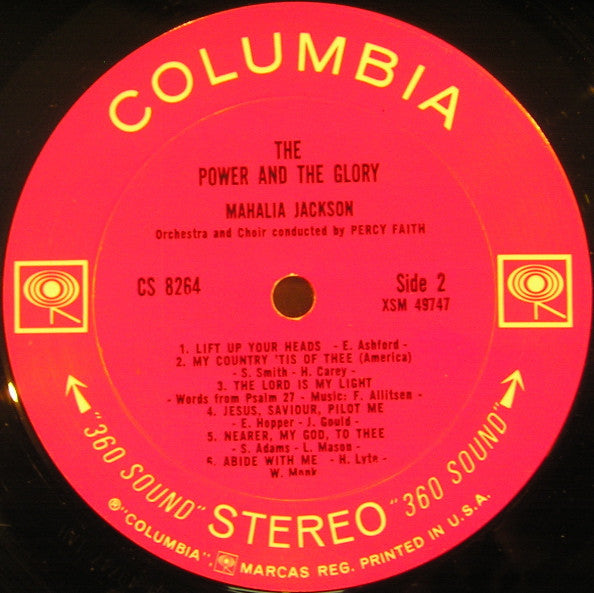 COLUMBIA
THE
POWER AND THE GLORY
MAHALIA JACKSON
Orchestra and Choir conducted by PERCY FAITH
CS 8264
Side 2
XSM 49747
1. LIFT UP YOUR HEADS - E. Ashford -
2. MY COUNTRY 'TIS OF THEE (America)
- S. Smith - H. Carey -
3. THE LORD IS MY LIGHT
- Words from Psalm 27 - Music: F. Allitsen -
4. JESUS, SAVIOUR, PILOT ME
- E. Hopper - J. Gould -
5. NEARER, MY GOD, TO THEE
- S. Adams - L. Mason -
6. ABIDE WITH ME - H. Lyte -
W. Monk
"360 SOUND" STEREO "360 SOUND"
® "COLUMBIA", MARCAS REG. PRINTED IN U.S.A.